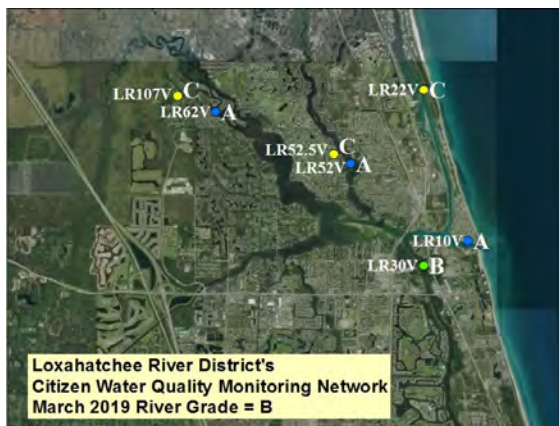 LR107V C
LR62V A
LR22V C
LR52.5V C
LR52V A
LR10V A
LR30V B
Loxahatchee River District's
Citizen Water Quality Monitoring Network
March 2019 River Grade = B